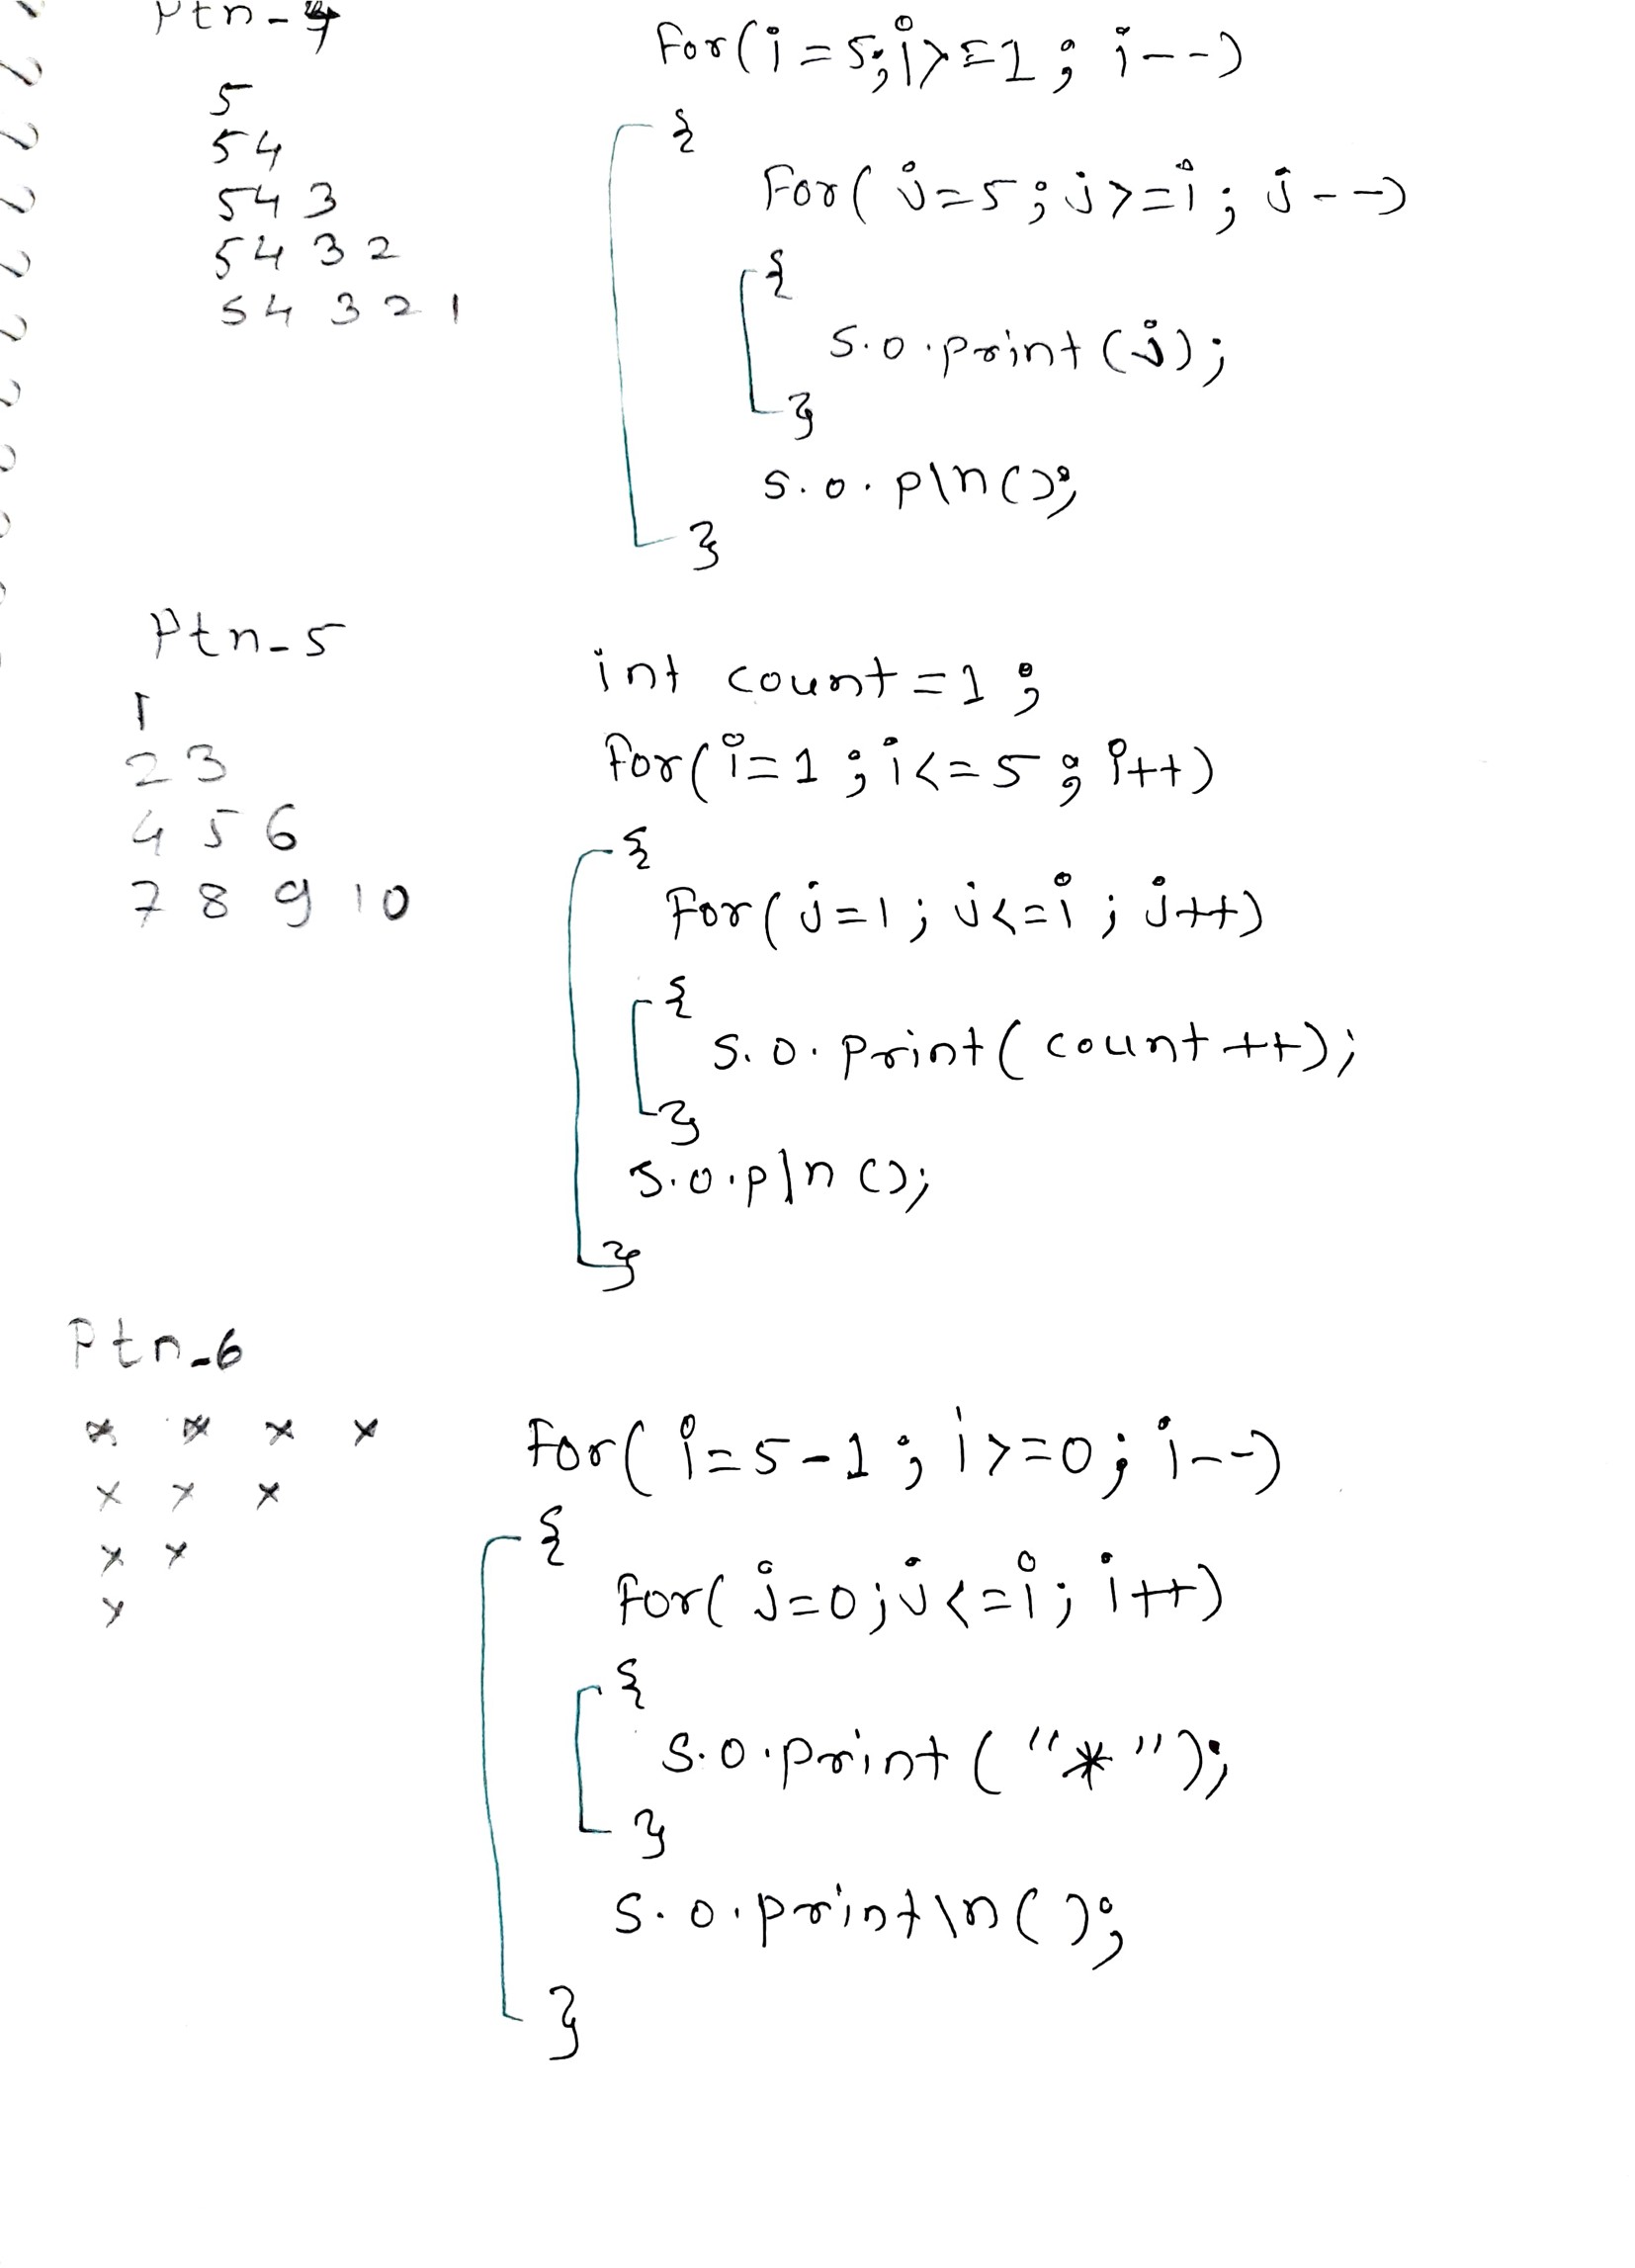 Ptn-4
5
54
543
5432
54321
For(i=5;i>=1; i--)
{
For(j=5;j>=i; j--)
{
S.O.print(j);
}
S.O.pln();
}
Ptn-5
1
2 3
4 5 6
7 8 9 10
int count=1;
for(i=1;i<=5;i++)
{
For(j=1; j<=i; j++)
{
S.O.print(count++);
}
S.O.pln();
}
Ptn-6
* * * *
* * *
* *
*
For(i=5-1; i>=0; i--)
{
For(j=0;j<=i; i++)
{
S.O.print("*");
}
S.O.println();
}